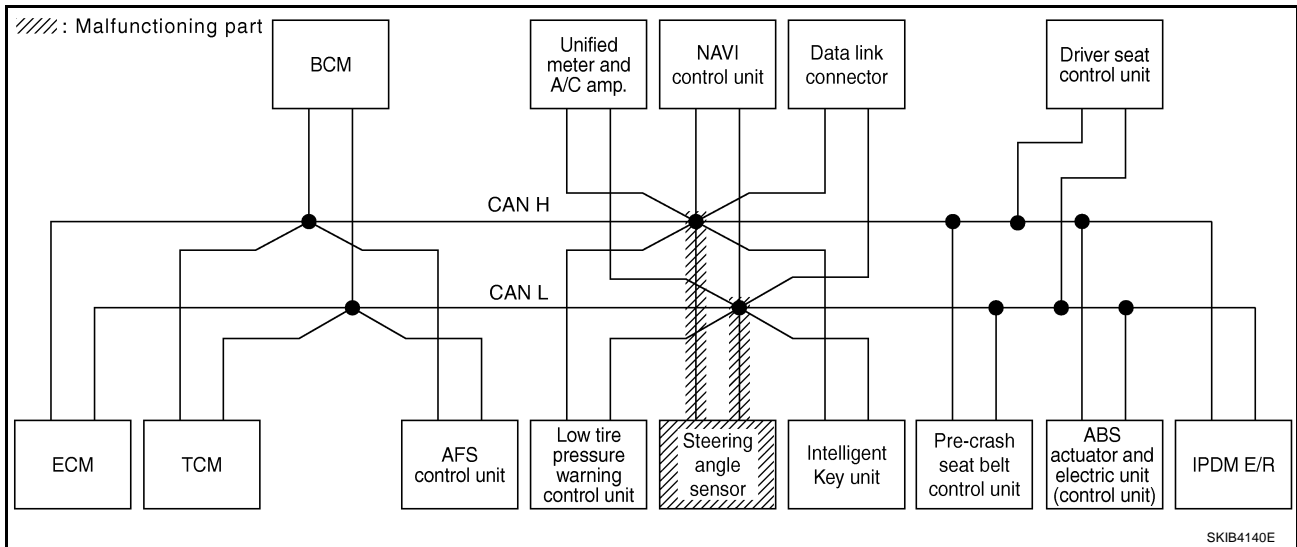 : Malfunctioning part
BCM
Unified
meter and
A/C amp.
NAVI
control unit
Data link
connector
Driver seat
control unit
CAN H
CAN L
ECM
TCM
AFS
control unit
Low tire
pressure
warning
control unit
Steering
angle
sensor
Intelligent
Key unit
Pre-crash
seat belt
control unit
ABS
actuator and
electric unit
(control unit)
IPDM E/R
SKIB4140E